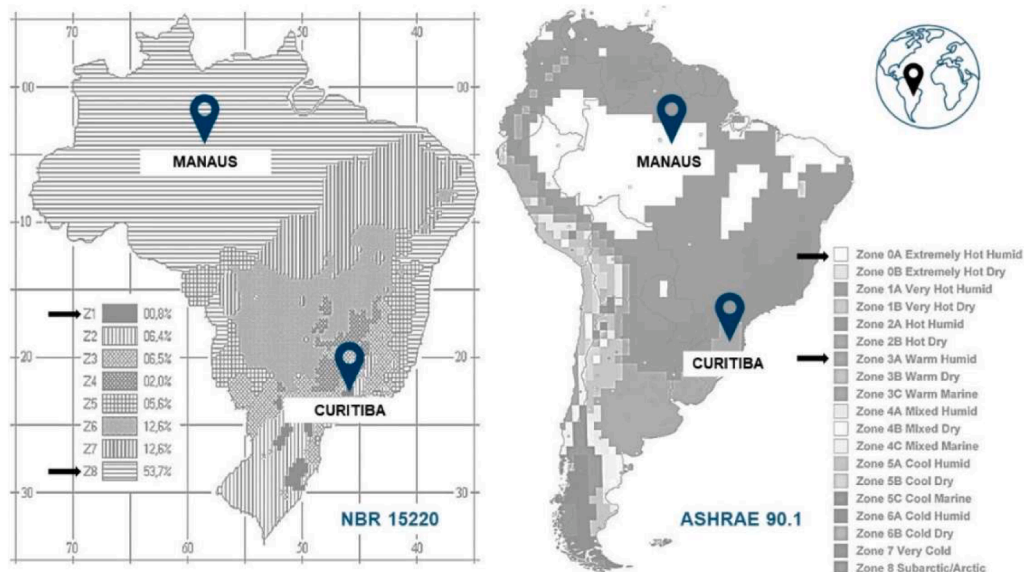 70
60
50
40
00
MANAUS
10
Z1 00,8%
Z2 06,4%
Z3 06,5%
Z4 02,0%
Z5 05,6%
Z6 12,6%
Z7 12,6%
Z8 53,7%
20
20
CURITIBA
30
30
NBR 15220
70
60
50
40
MANAUS
CURITIBA
ASHRAE 90.1
Zone 0A Extremely Hot Humid
Zone 0B Extremely Hot Dry
Zone 1A Very Hot Humid
Zone 1B Very Hot Dry
Zone 2A Hot Humid
Zone 2B Hot Dry
Zone 3A Warm Humid
Zone 3B Warm Dry
Zone 3C Warm Marine
Zone 4A Mixed Humid
Zone 4B Mixed Dry
Zone 4C Mixed Marine
Zone 5A Cool Humid
Zone 5B Cool Dry
Zone 5C Cool Marine
Zone 6A Cold Humid
Zone 6B Cold Dry
Zone 7 Very Cold
Zone 8 Subarctic/Arctic